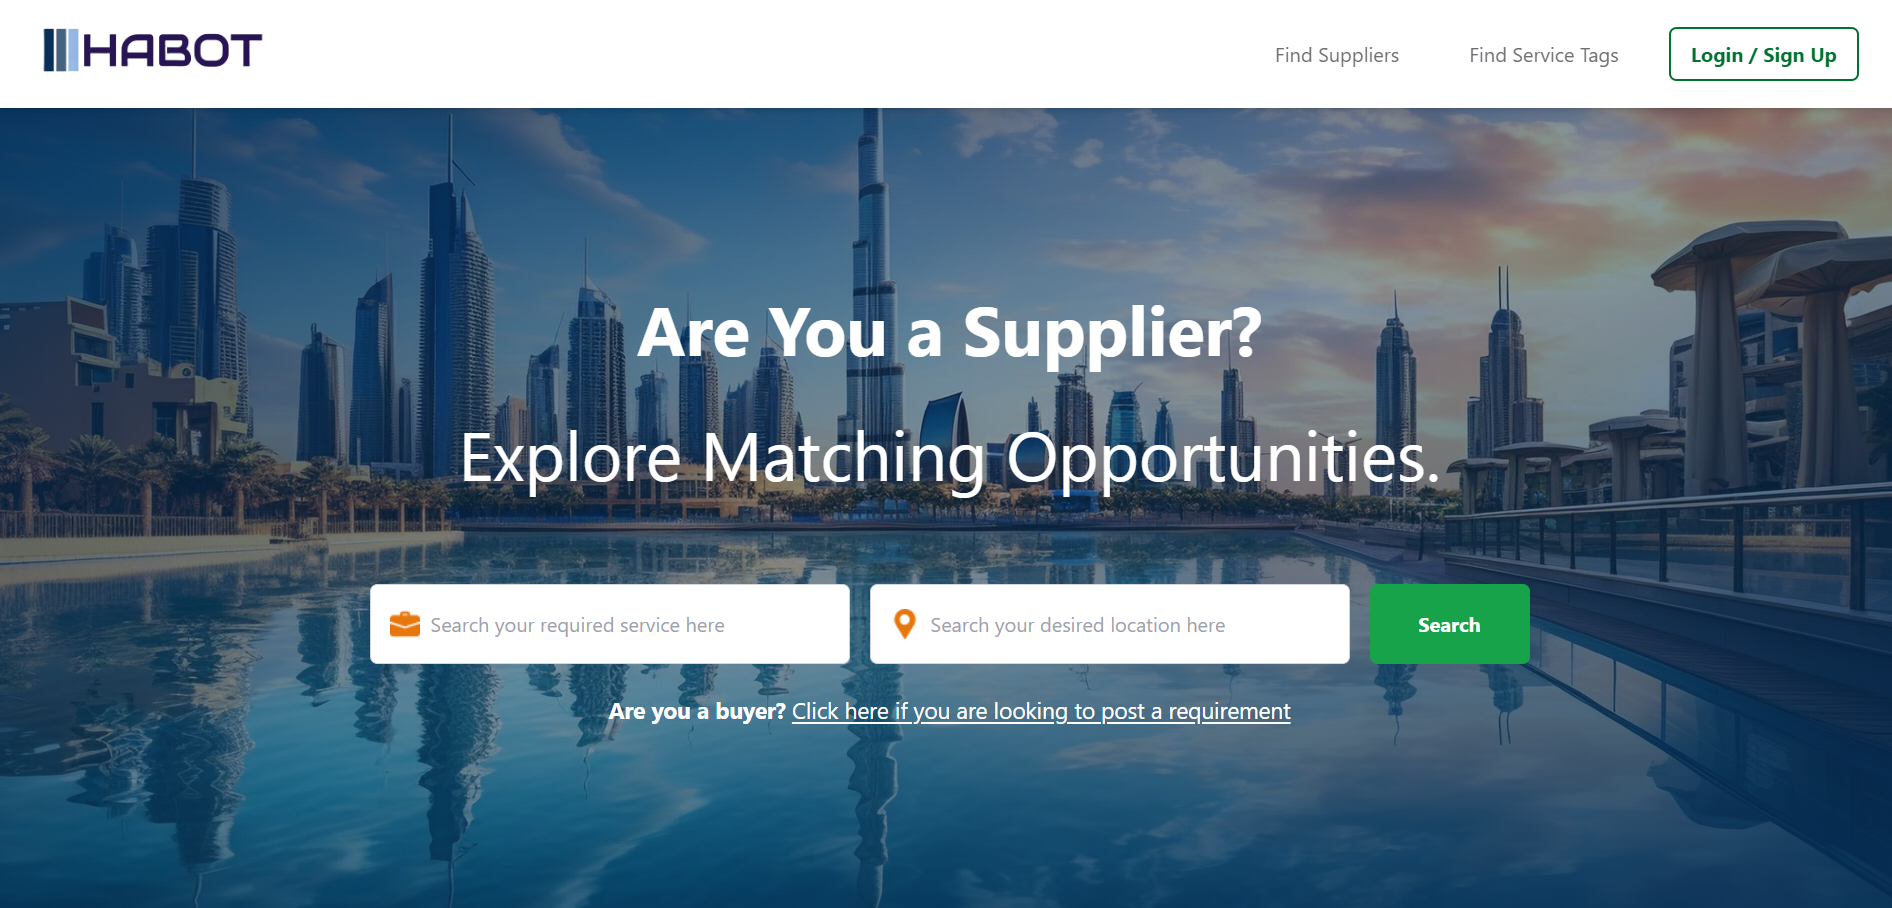 HABOT
Find Suppliers
Find Service Tags
Login / Sign Up
Are You a Supplier?
Explore Matching Opportunities.
Search your required service here
Search your desired location here
Search
Are you a buyer? Click here if you are looking to post a requirement